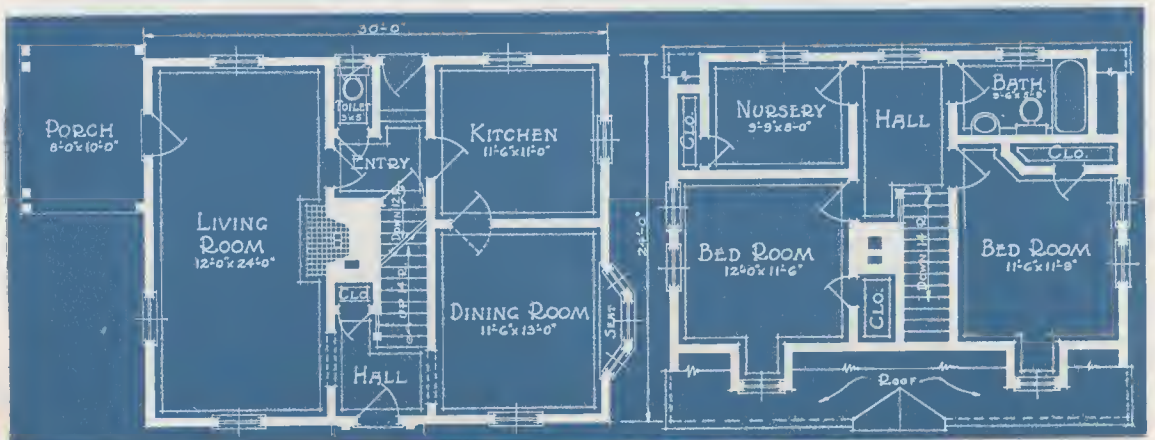 30'-0"
PORCH
8'-0"x10'-0"
LIVING
ROOM
12'-0"x24'-0"
TOILET
3x5
ENTRY
KITCHEN
11'-6"x11'-0"
DOWN 12 R
UP 14 R
CLO
HALL
DINING ROOM
11'-6"x13'-0"
SEAT
24'-0"
CLO.
NURSERY
9'-9"x8'-0"
HALL
BATH
CLO.
BED ROOM
12'-0"x11'-6"
CLO.
DOWN 14 R
BED ROOM
11'-6"x11'-9"
ROOF